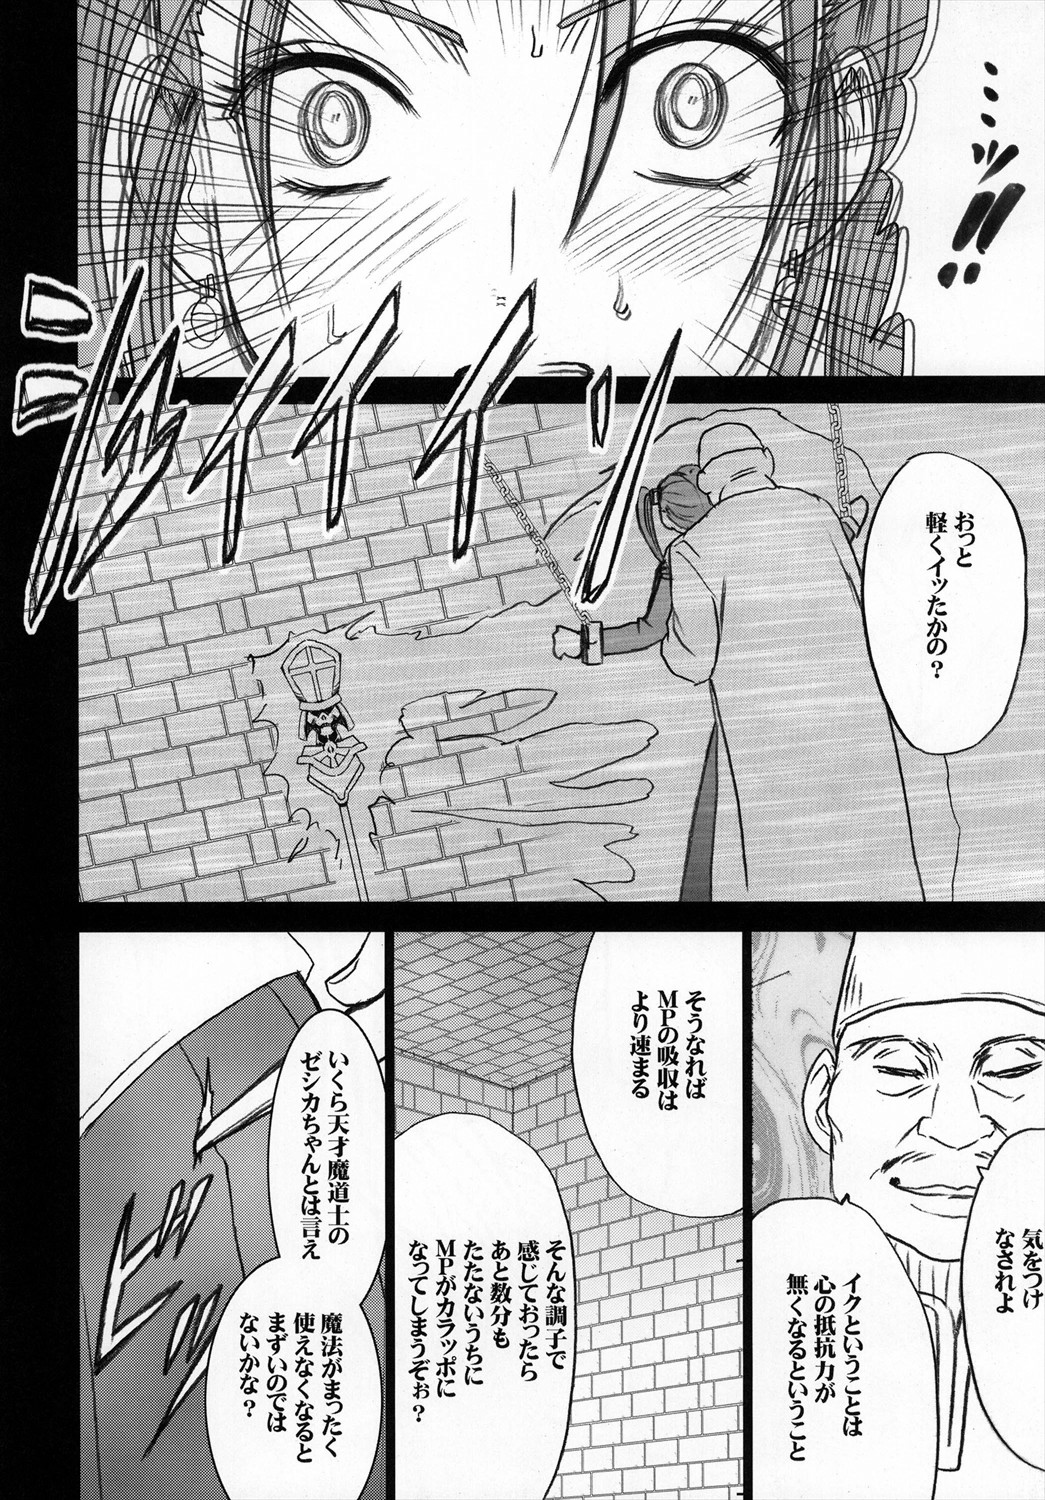 …ッ!!
おっと
軽くイッたかの？
気をつけ
なされよ
イクということは
心の抵抗力が
無くなるということ
そうなれば
MPの吸収は
より速まる
そんな調子で
感じておったら
あと数分も
たたないうちに
MPがカラッポに
なってしまうぞぉ？
いくら天才魔道士の
ゼシカちゃんとは言え
魔法がまったく
使えなくなると
まずいのでは
ないかな？
ビビッ